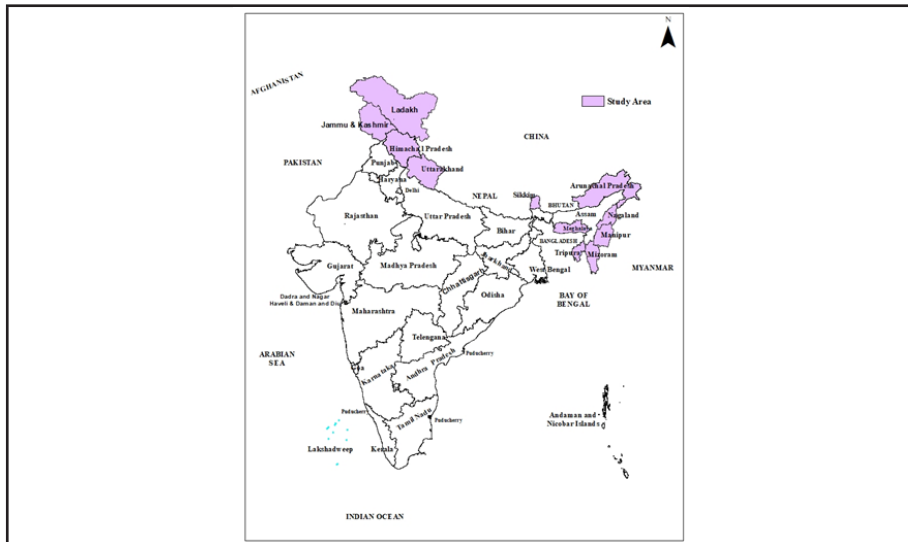 N
AFGHANISTAN
Study Area
Ladakh
Jammu & Kashmir
CHINA
Himachal Pradesh
PAKISTAN
Punjab
Uttarakhand
Haryana
Delhi
Arunachal Pradesh
NEPAL
Sikkim
BHUTAN
Assam
Nagaland
Rajasthan
Uttar Pradesh
Bihar
Meghalaya
Manipur
BANGLADESH
Tripura
Mizoram
Gujarat
Madhya Pradesh
Jharkhand
West Bengal
MYANMAR
Chhattisgarh
Odisha
Dadra and Nagar
Haveli & Daman and Diu
BAY OF
BENGAL
Maharashtra
Telengana
ARABIAN
SEA
Puducherry
Goa
Karnataka
Andhra Pradesh
Puducherry
Tamil Nadu
Puducherry
Andaman and
Nicobar Islands
Lakshadweep
Kerala
INDIAN OCEAN